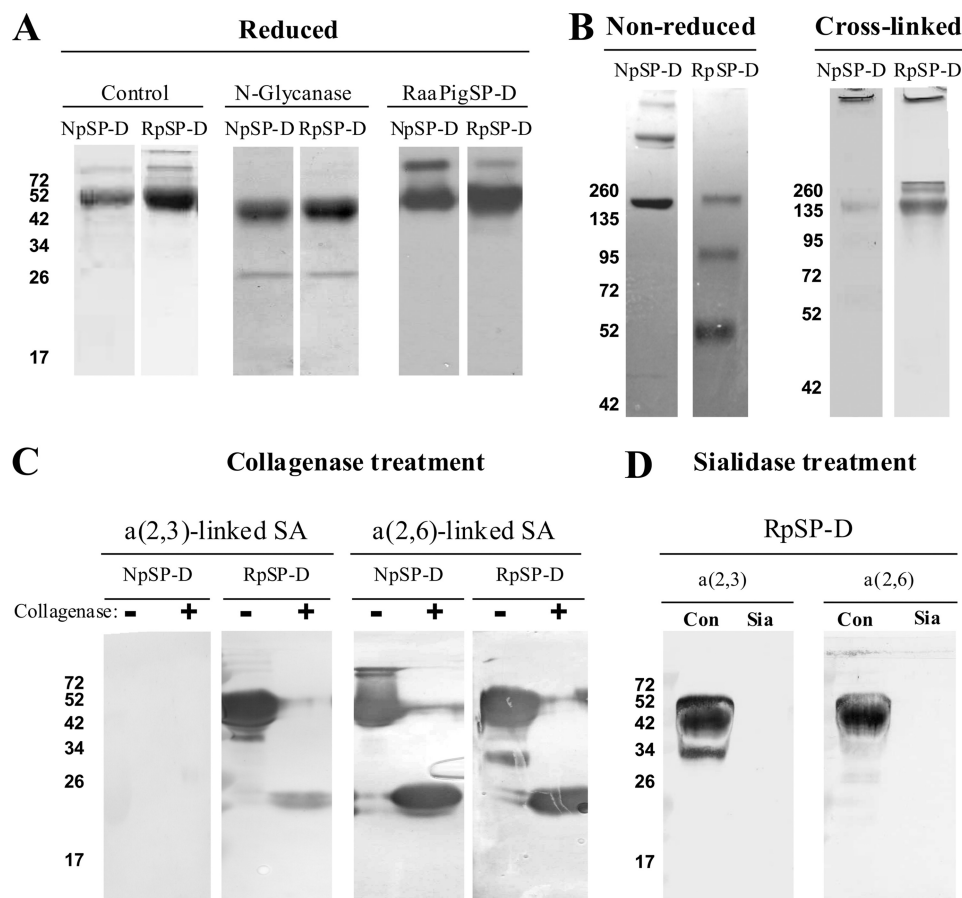 A
Reduced
Control N-Glycanase RaaPigSP-D
NpSP-D RpSP-D NpSP-D RpSP-D NpSP-D RpSP-D
72
52
42
34
26
17
B
Non-reduced Cross-linked
NpSP-D RpSP-D NpSP-D RpSP-D
260 260
135 135
95 95
72 72
52 52
42 42
C
Collagenase treatment
a(2,3)-linked SA a(2,6)-linked SA
NpSP-D RpSP-D NpSP-D RpSP-D
Collagenase: - + - + - + - +
72
52
42
34
26
17
D
Sialidase treatment
RpSP-D
a(2,3) a(2,6)
Con Sia Con Sia
72
52
42
34
26
17